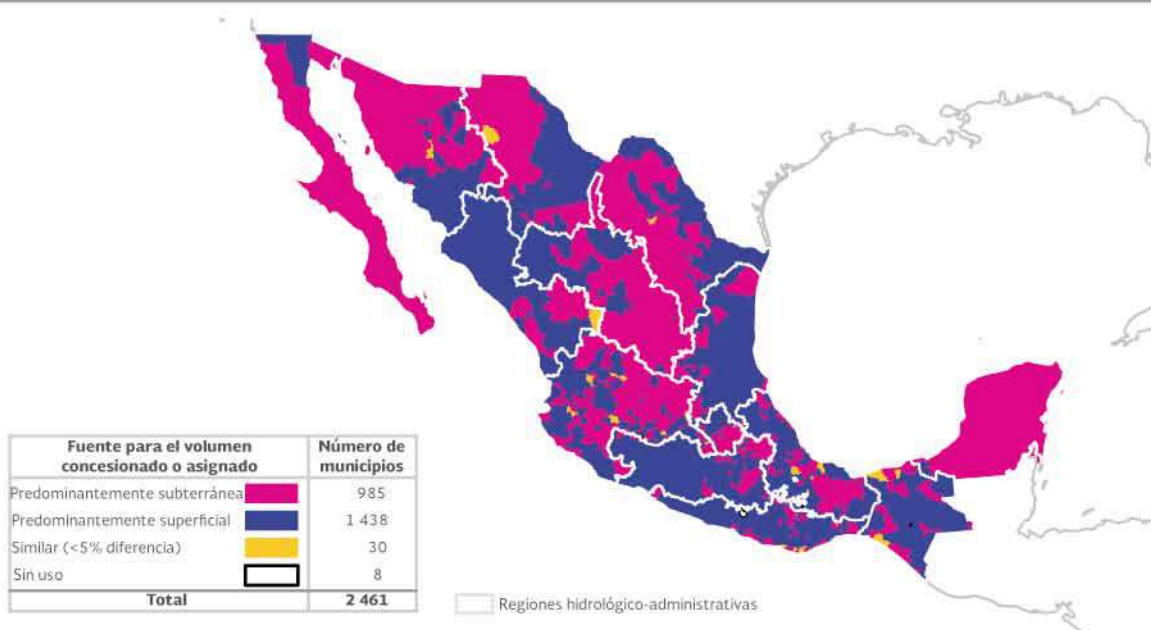 Fuente para el volumen
concesionado o asignado
Número de
municipios
Predominantemente subterránea 985
Predominantemente superficial 1 438
Similar (<5% diferencia) 30
Sin uso 8
Total 2 461
Regiones hidrológico-administrativas